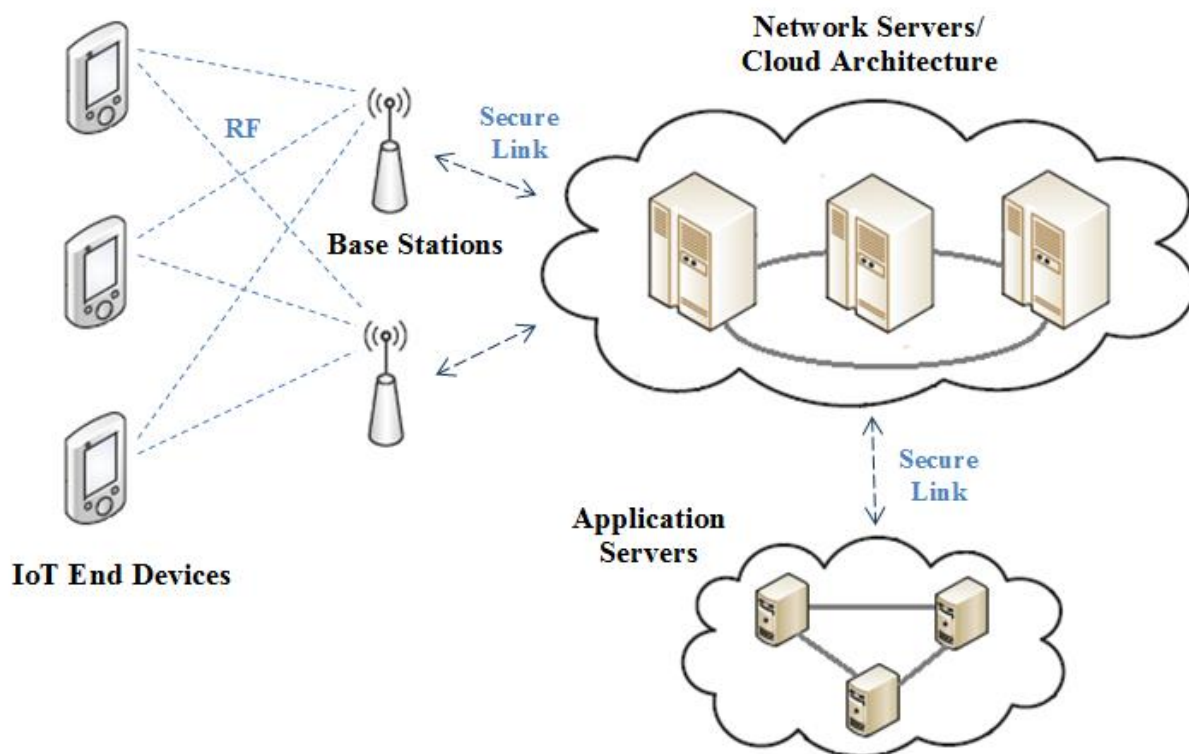 Network Servers/
Cloud Architecture
RF
Secure
Link
Base Stations
Secure
Link
Application
Servers
IoT End Devices